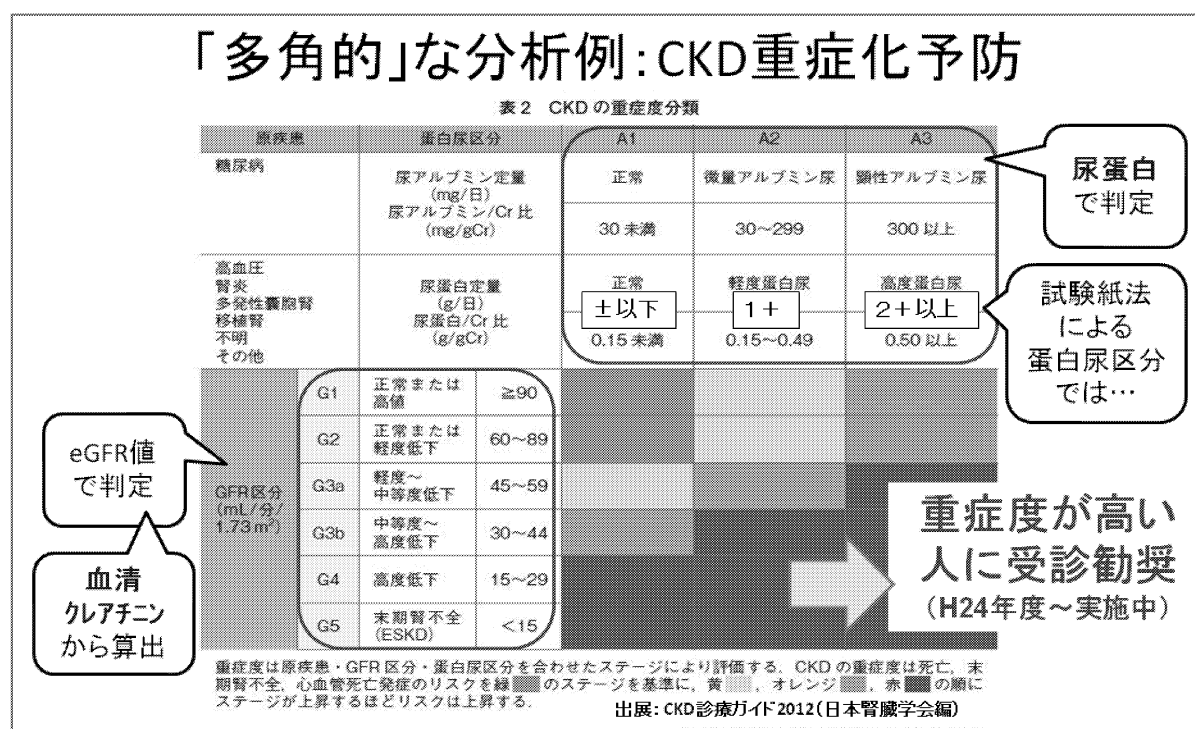 「多角的」な分析例：CKD重症化予防
表2　CKDの重症度分類
原疾患　蛋白尿区分　A1　A2　A3
糖尿病
尿アルブミン定量
(mg/日)
尿アルブミン/Cr比
(mg/gCr)
正常　微量アルブミン尿　顕性アルブミン尿
30未満　30～299　300以上
高血圧
腎炎
多発性嚢胞腎
移植腎
不明
その他
尿蛋白定量
(g/日)
尿蛋白/Cr比
(g/gCr)
正常　軽度蛋白尿　高度蛋白尿
±以下　1+　2+以上
0.15未満　0.15～0.49　0.50以上
GFR区分
(mL/分/
1.73m²)
G1　正常または
高値　≧90
G2　正常または
軽度低下　60～89
G3a　軽度～
中等度低下　45～59
G3b　中等度～
高度低下　30～44
G4　高度低下　15～29
G5　末期腎不全
(ESKD)　<15
尿蛋白
で判定
試験紙法
による
蛋白尿区分
では…
eGFR値
で判定
血清
クレアチニン
から算出
重症度が高い
人に受診勧奨
（H24年度～実施中）
重症度は原疾患・GFR区分・蛋白尿区分を合わせたステージにより評価する．CKDの重症度は死亡，末
期腎不全，心血管死亡発症のリスクを緑のステージを基準に，黄，オレンジ，赤の順に
ステージが上昇するほどリスクは上昇する．
出展：CKD診療ガイド2012（日本腎臓学会編）